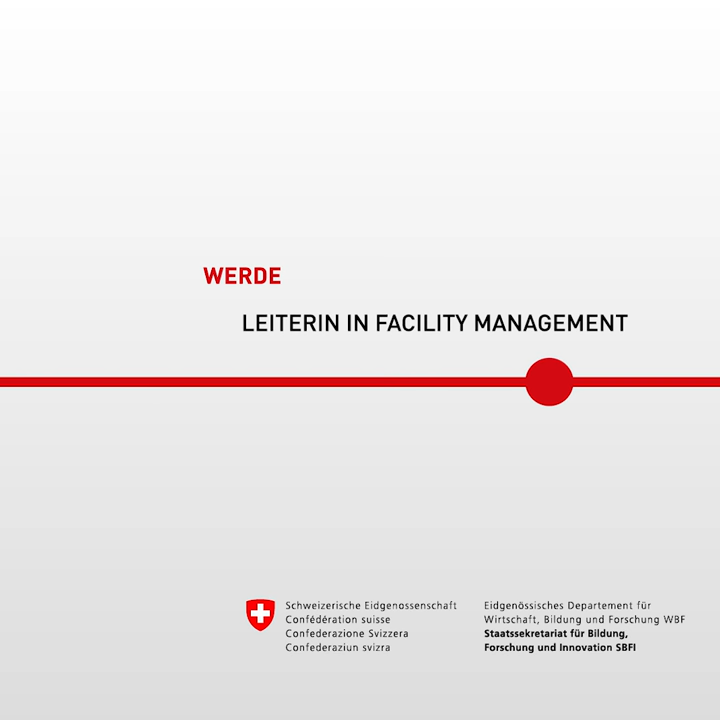 WERDE
LEITERIN IN FACILITY MANAGEMENT
Schweizerische Eidgenossenschaft
Confédération suisse
Confederazione Svizzera
Confederaziun svizra
Eidgenössisches Departement für
Wirtschaft, Bildung und Forschung WBF
Staatssekretariat für Bildung,
Forschung und Innovation SBFI